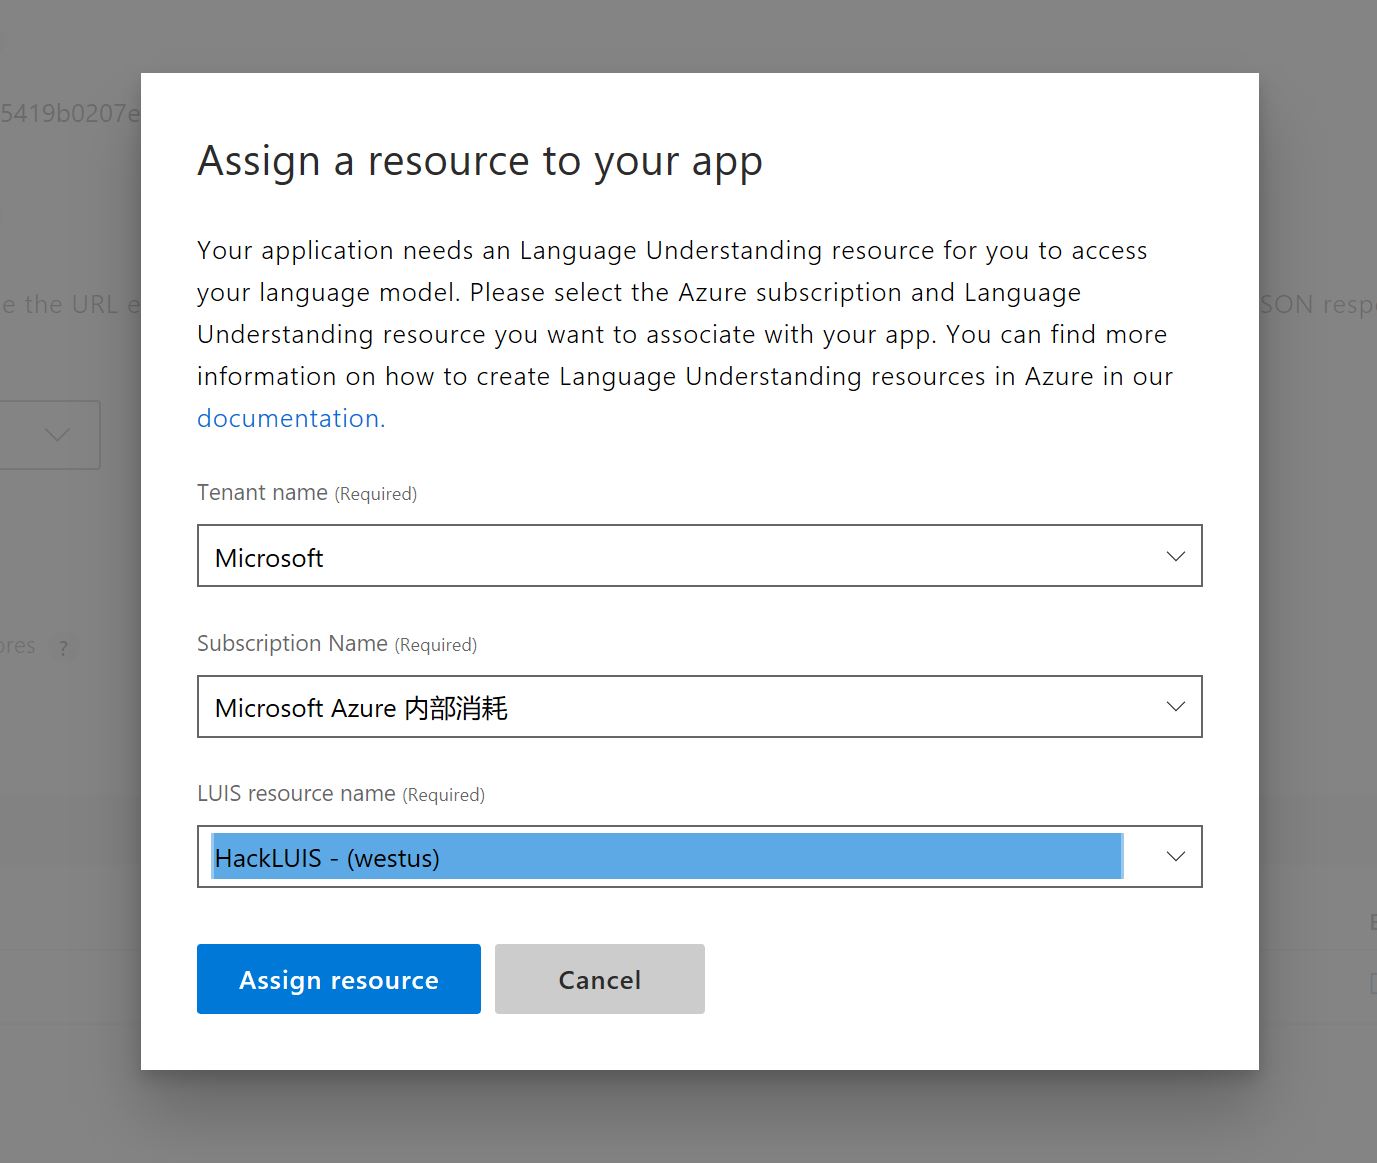 5419b0207e
Assign a resource to your app
Your application needs an Language Understanding resource for you to access
your language model. Please select the Azure subscription and Language
e the URL e
SON resp
Understanding resource you want to associate with your app. You can find more
information on how to create Language Understanding resources in Azure in our
documentation.
Tenant name (Required)
Microsoft
Subscription Name (Required)
ores ?
Microsoft Azure 内部消耗
LUIS resource name (Required)
HackLUIS - (westus)
Assign resource
Cancel